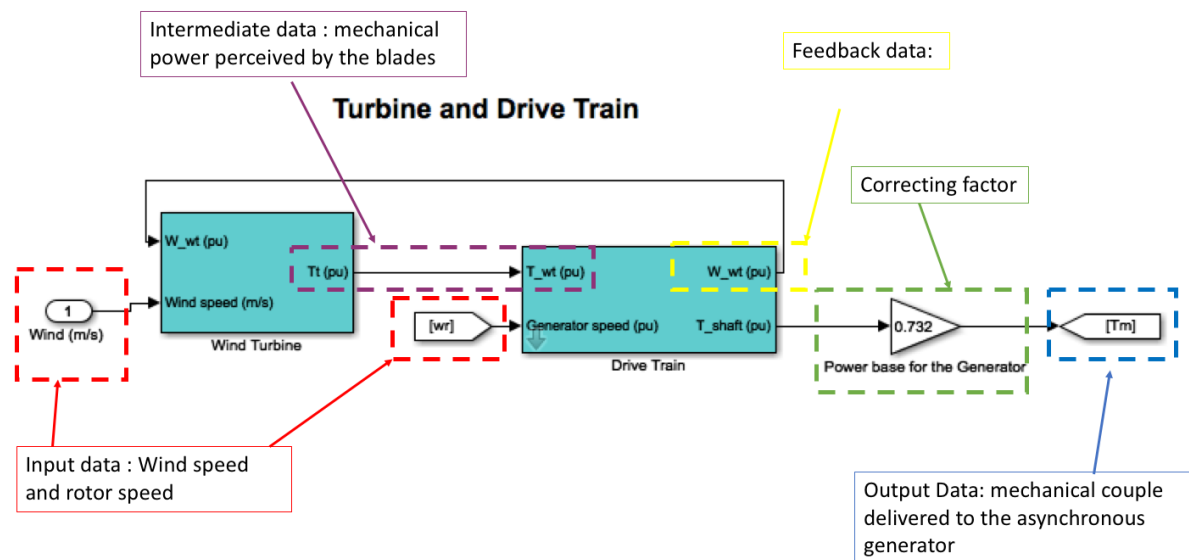 Intermediate data : mechanical
power perceived by the blades
Feedback data:
Turbine and Drive Train
Correcting factor
W_wt (pu)
Tt (pu)
Wind speed (m/s)
1
Wind (m/s)
Wind Turbine
T_wt (pu)
W_wt (pu)
[wr]
Generator speed (pu)
T_shaft (pu)
Drive Train
0.732
Power base for the Generator
[Tm]
Input data : Wind speed
and rotor speed
Output Data: mechanical couple
delivered to the asynchronous
generator